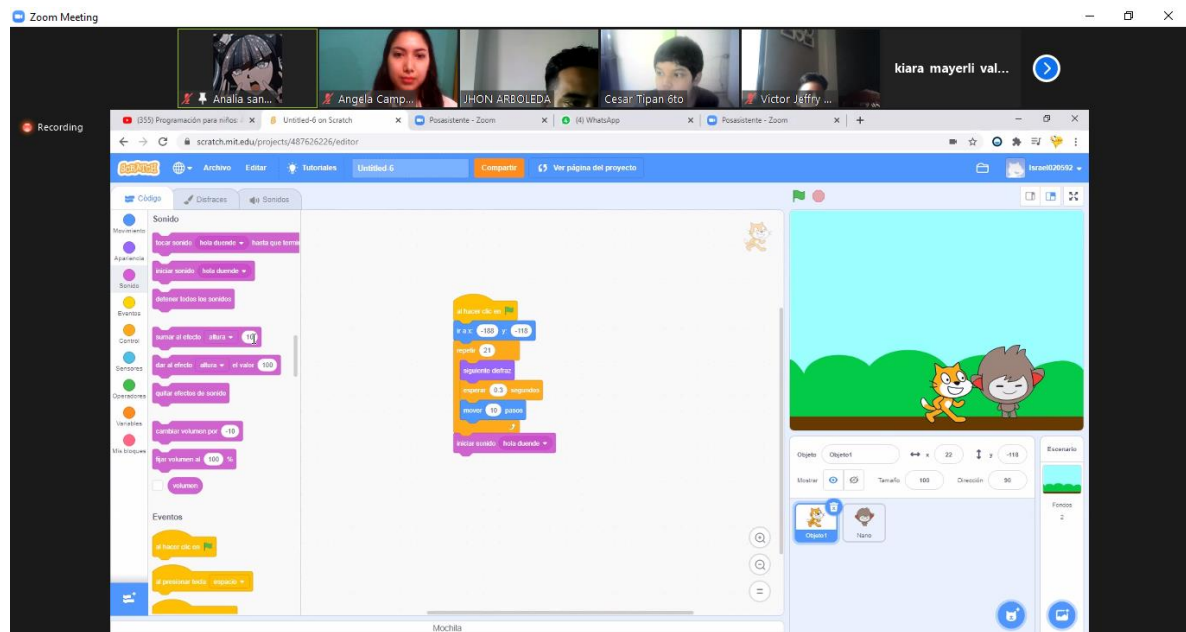 Zoom Meeting
Analia san...
Angela Camp...
JHON ARBOLEDA
Cesar Tipan 6to
Victor Jeffry ...
kiara mayerli val...
Recording
(355) Programación para niños:
Untitled-6 on Scratch
Posasistente - Zoom
(4) WhatsApp
Posasistente - Zoom
scratch.mit.edu/projects/487626226/editor
SCRATCH
Archivo
Editar
Tutoriales
Untitled-6
Compartir
Ver página del proyecto
Israel020592
Código
Disfraces
Sonidos
Movimiento
Apariencia
Sonido
Eventos
Control
Sensores
Operadores
Variables
Mis bloques
Sonido
tocar sonido hola duende hasta que termi
iniciar sonido hola duende
detener todos los sonidos
sumar al efecto altura 10
dar al efecto altura el valor 100
quitar efectos de sonido
cambiar volumen por -10
fijar volumen al 100 %
volumen
Eventos
al hacer clic en
al presionar tecla espacio
al hacer clic en
ir a x: -188 y: -118
repetir 21
siguiente disfraz
esperar 0.3 segundos
mover 10 pasos
iniciar sonido hola duende
Mochila
Objeto
Objeto1
x 22
y -118
Mostrar
Tamaño 100
Dirección 90
Objeto1
Nano
Escenario
Fondos
2